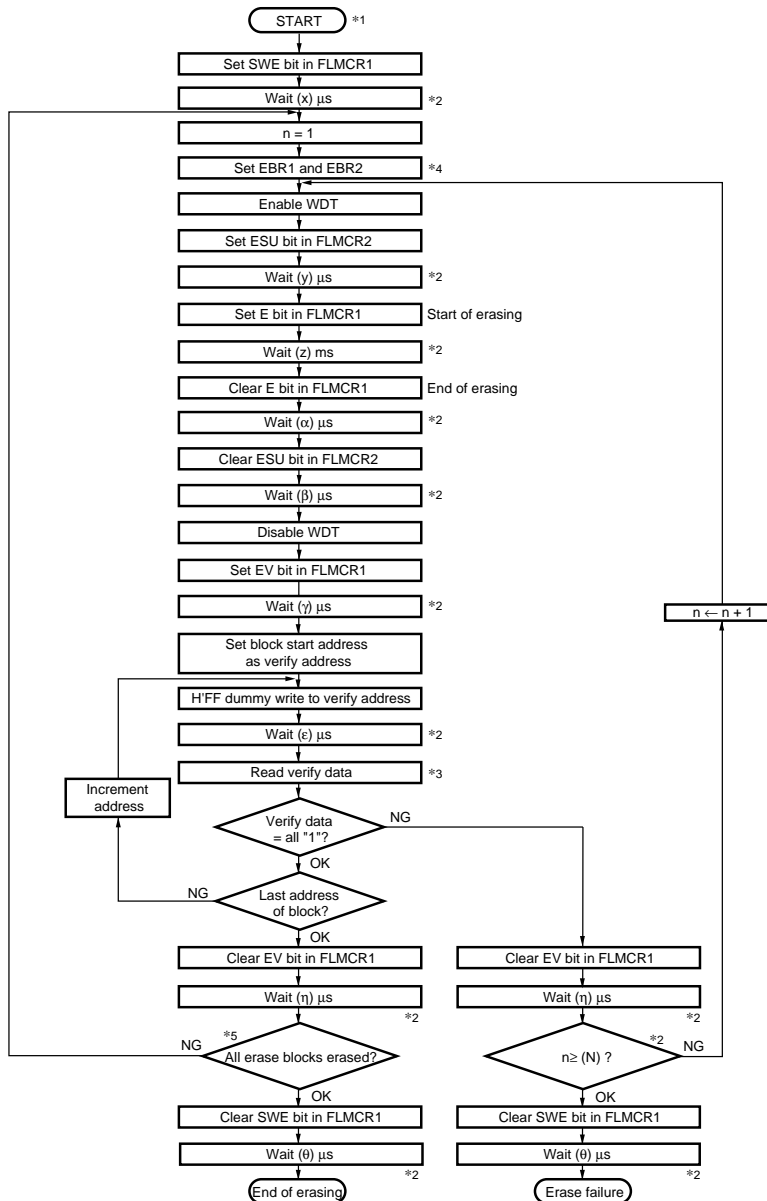 START *1
Set SWE bit in FLMCR1
Wait (x) μs *2
n = 1
Set EBR1 and EBR2 *4
Enable WDT
Set ESU bit in FLMCR2
Wait (y) μs *2
Set E bit in FLMCR1 Start of erasing
Wait (z) ms *2
Clear E bit in FLMCR1 End of erasing
Wait (α) μs *2
Clear ESU bit in FLMCR2
Wait (β) μs *2
Disable WDT
Set EV bit in FLMCR1
Wait (γ) μs *2
n ← n + 1
Set block start address
as verify address
H'FF dummy write to verify address
Wait (ε) μs *2
Read verify data *3
Increment
address
Verify data
= all "1"?
NG
OK
NG
Last address
of block?
OK
Clear EV bit in FLMCR1
Wait (η) μs
*2
NG
*5
All erase blocks erased?
OK
Clear SWE bit in FLMCR1
Wait (θ) μs
*2
End of erasing
Clear EV bit in FLMCR1
Wait (η) μs
*2
*2
n≥ (N) ?
NG
OK
Clear SWE bit in FLMCR1
Wait (θ) μs
*2
Erase failure